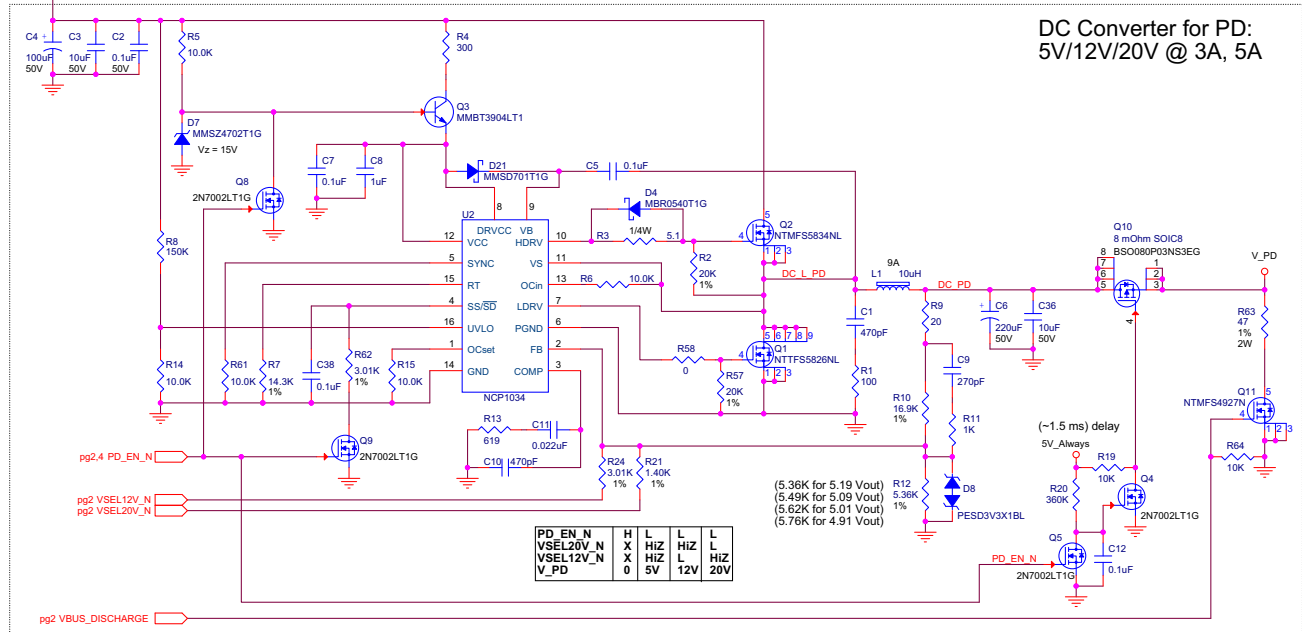 DC Converter for PD:
5V/12V/20V @ 3A, 5A
C4
100uF
50V
C3
10uF
50V
C2
0.1uF
50V
R5
10.0K
R4
300
Q3
MMBT3904LT1
D7
MMSZ4702T1G
Vz = 15V
Q8
2N7002LT1G
C7
0.1uF
C8
1uF
D21
MMSD701T1G
C5
0.1uF
D4
MBR0540T1G
R3
1/4W
5.1
R2
20K
1%
Q2
NTMFS5834NL
5
4
1 2 3
R8
150K
U2
8
9
DRVCC
VB
12
VCC
HDRV
10
5
SYNC
VS
11
15
RT
OCin
13
4
SS/SD
LDRV
7
16
UVLO
PGND
6
1
OCset
FB
2
14
GND
COMP
3
NCP1034
R6
10.0K
DC_L_PD
9A
L1
10uH
DC_PD
Q10
8 mOhm SOIC8
BSO080P03NS3EG
8
7
6
5
1
2
3
4
V_PD
C1
470pF
R1
100
R9
20
C6
220uF
50V
C36
10uF
50V
R63
47
1%
2W
5 6 7 8 9
Q1
NTTFS5826NL
4
1 2 3
R58
0
R57
20K
1%
R14
10.0K
R61
10.0K
R7
14.3K
1%
C38
0.1uF
R62
3.01K
1%
R15
10.0K
C9
270pF
R10
16.9K
1%
R11
1K
Q11
NTMFS4927N
5
4
1 2 3
R64
10K
R13
619
C11
0.022uF
C10
470pF
Q9
2N7002LT1G
pg2,4 PD_EN_N
pg2 VSEL12V_N
pg2 VSEL20V_N
R24
3.01K
1%
R21
1.40K
1%
(5.36K for 5.19 Vout)
(5.49K for 5.09 Vout)
(5.62K for 5.01 Vout)
(5.76K for 4.91 Vout)
R12
5.36K
1%
D8
PESD3V3X1BL
(~1.5 ms) delay
5V_Always
R19
10K
R20
360K
Q4
2N7002LT1G
Q5
2N7002LT1G
C12
0.1uF
PD_EN_N
PD_EN_N H L L L
VSEL20V_N X HiZ HiZ L
VSEL12V_N X HiZ L HiZ
V_PD 0 5V 12V 20V
pg2 VBUS_DISCHARGE